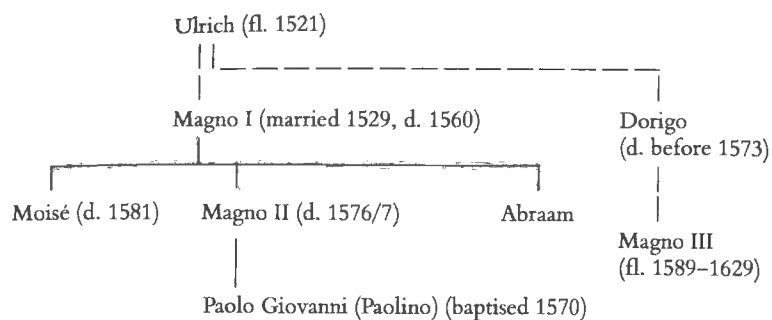 Ulrich (fl. 1521)
Magno I (married 1529, d. 1560)
Dorigo
(d. before 1573)
Moisé (d. 1581)
Magno II (d. 1576/7)
Abraam
Magno III
(fl. 1589–1629)
Paolo Giovanni (Paolino) (baptised 1570)